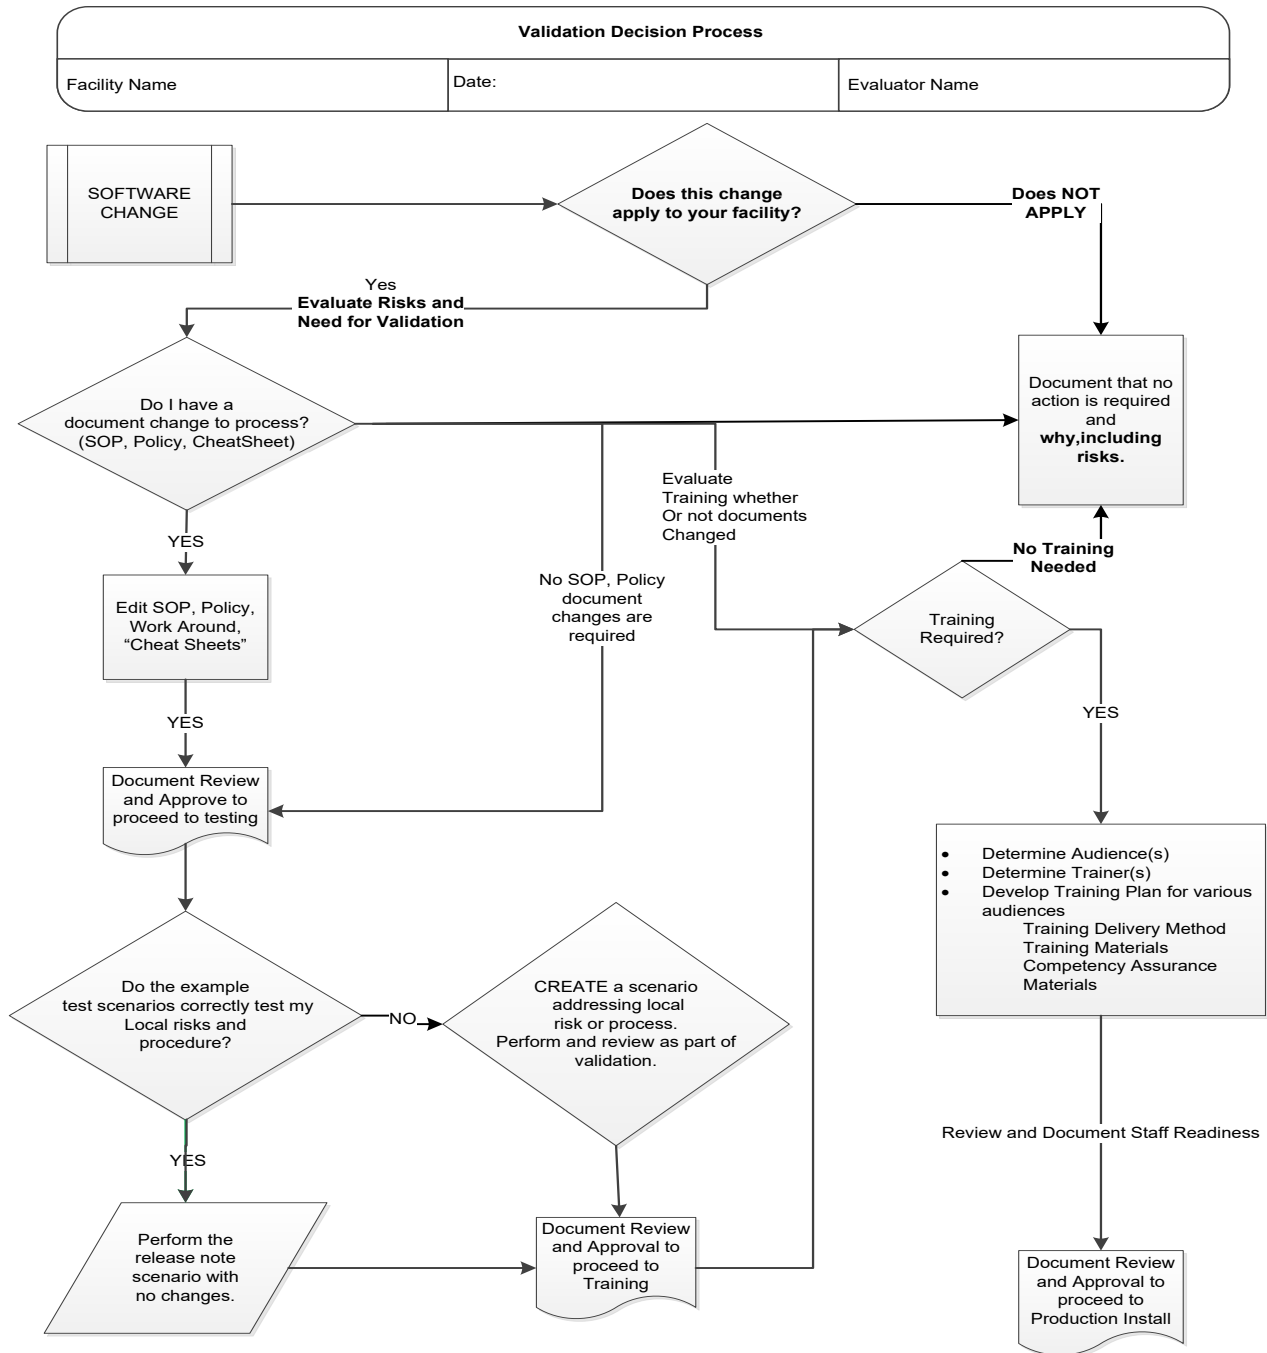 Validation Decision Process
Facility Name
Date:
Evaluator Name
SOFTWARE
CHANGE
Does this change
apply to your facility?
Does NOT
APPLY
Yes
Evaluate Risks and
Need for Validation
Do I have a
document change to process?
(SOP, Policy, CheatSheet)
Document that no
action is required
and
why,including
risks.
Evaluate
Training whether
Or not documents
Changed
YES
No Training
Needed
No SOP, Policy
document
changes are
required
Edit SOP, Policy,
Work Around,
“Cheat Sheets”
Training
Required?
YES
YES
Document Review
and Approve to
proceed to testing
• Determine Audience(s)
• Determine Trainer(s)
• Develop Training Plan for various
audiences
Training Delivery Method
Training Materials
Competency Assurance
Materials
Do the example
test scenarios correctly test my
Local risks and
procedure?
NO
CREATE a scenario
addressing local
risk or process.
Perform and review as part of
validation.
Review and Document Staff Readiness
YES
Perform the
release note
scenario with
no changes.
Document Review
and Approval to
proceed to
Training
Document Review
and Approval to
proceed to
Production Install